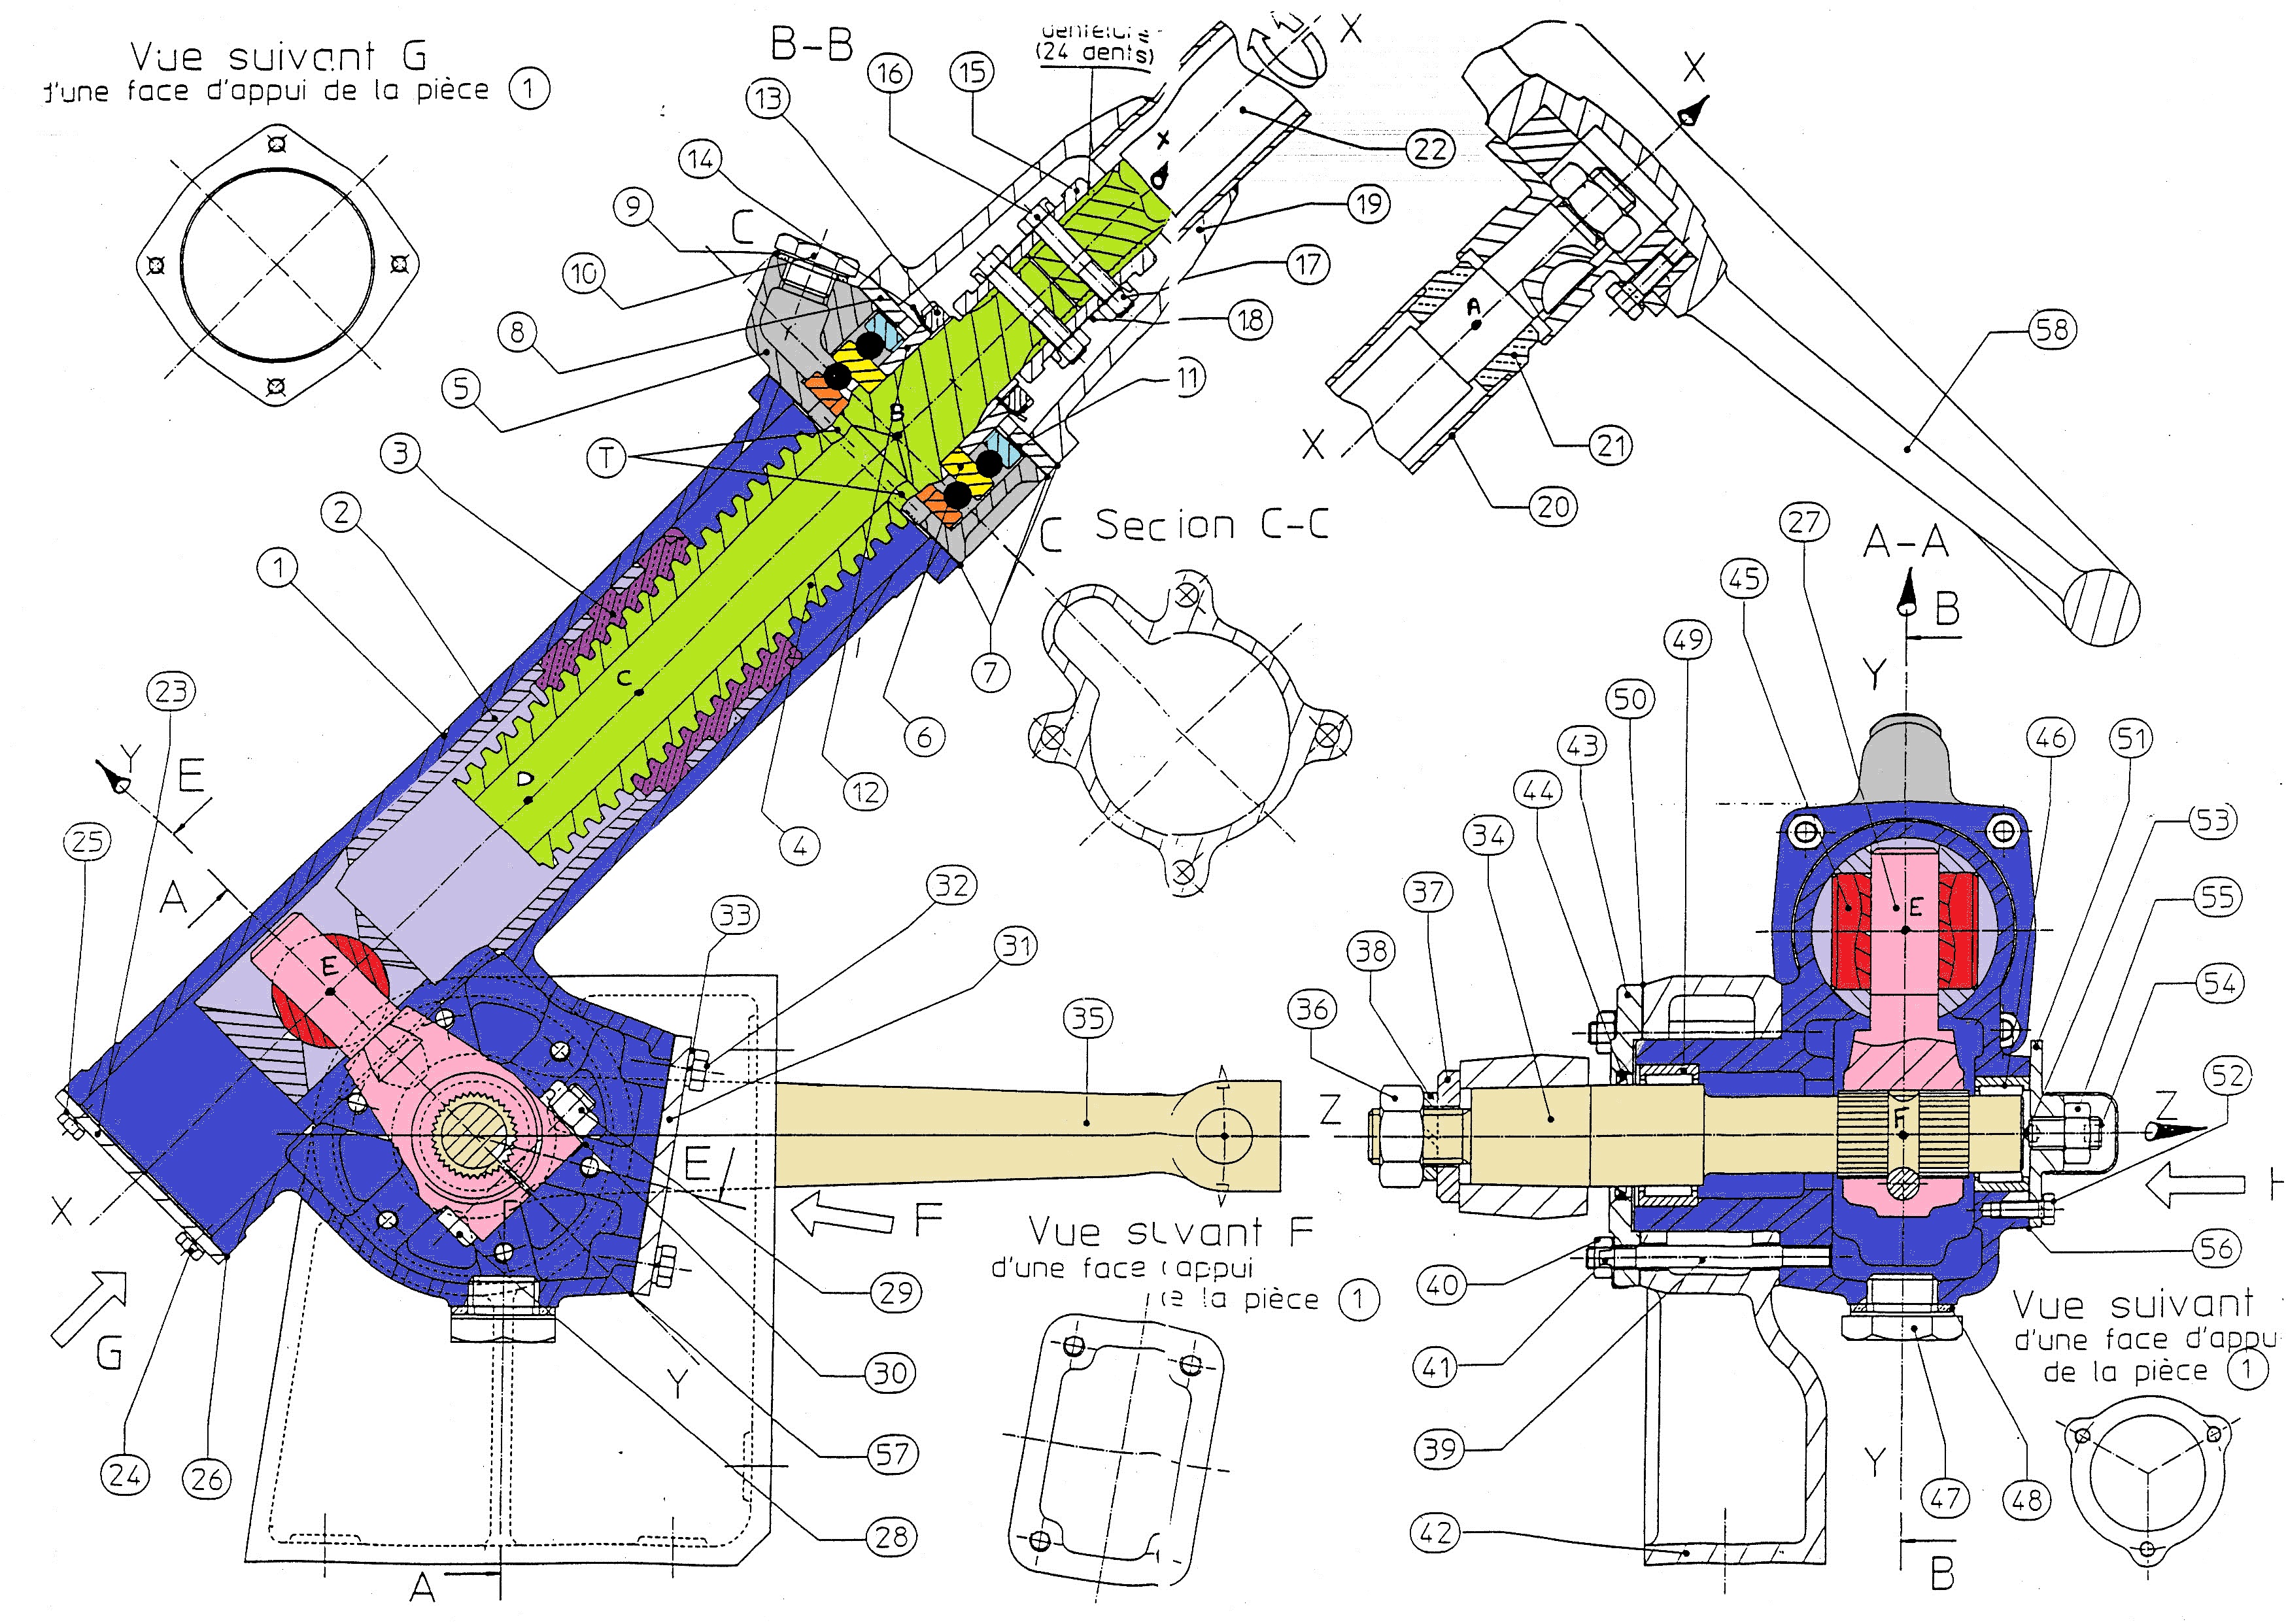 Vue suivant G
d'une face d'appui de la pièce 1
B-B
(24 dents)
X
X
16
15
13
14
9
C
10
8
5
22
19
17
18
11
X
T
3
2
1
B
C
D
E
A
X
58
21
X
20
C
Section C-C
7
6
12
4
23
Y
E
25
A
32
33
31
35
E
F
Vue suivant F
d'une face d'appui
de la pièce 1
X
G
24
26
29
30
Y
57
28
A
27
A-A
B
45
Y
49
50
43
44
34
37
38
36
Z
46
51
53
55
54
52
Z
H
E
F
56
40
41
39
42
Y
47
48
B
Vue suivant
d'une face d'appu
de la pièce 1